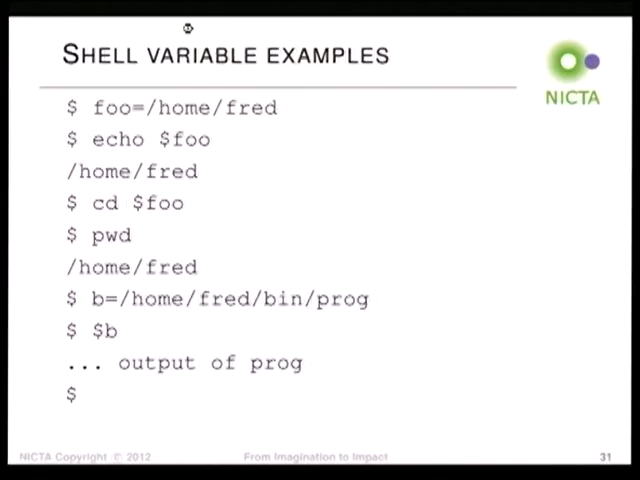 SHELL VARIABLE EXAMPLES
NICTA
$ foo=/home/fred
$ echo $foo
/home/fred
$ cd $foo
$ pwd
/home/fred
$ b=/home/fred/bin/prog
$ $b
... output of prog
$
NICTA Copyright © 2012
From Imagination to Impact
31